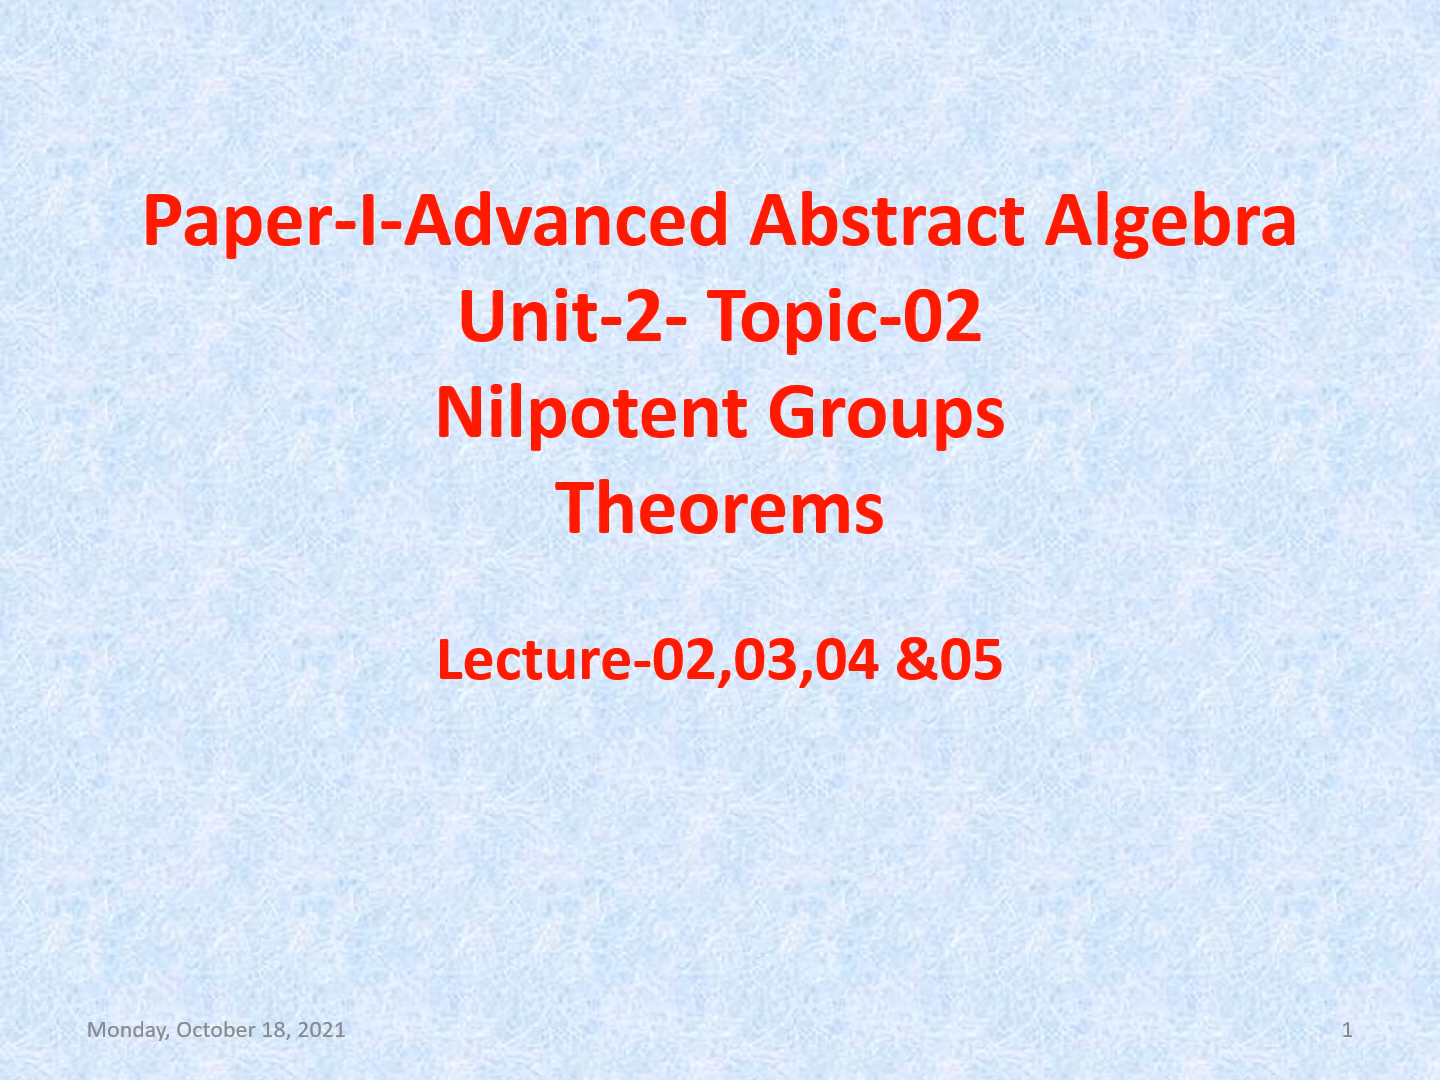 Paper-I-Advanced Abstract Algebra
Unit-2- Topic-02
Nilpotent Groups
Theorems
Lecture-02,03,04 &05
Monday, October 18, 2021
1